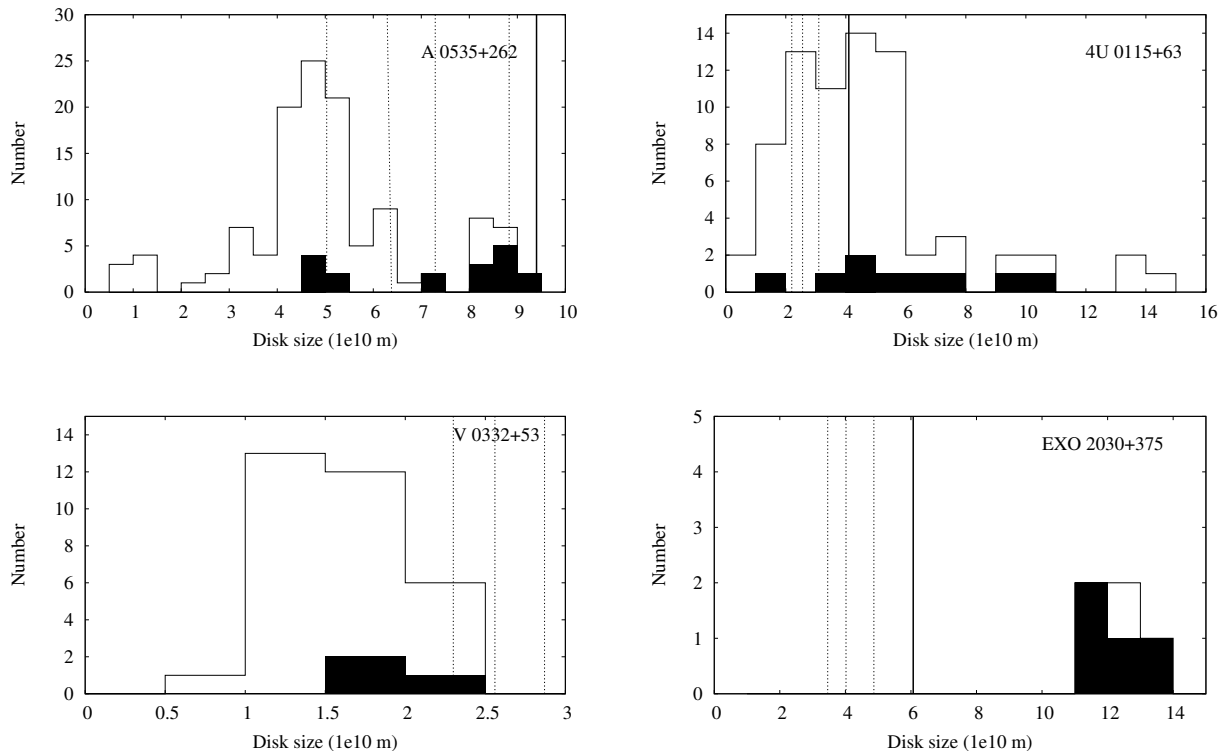 30
25
20
15
10
5
0
Number
A 0535+262
0 1 2 3 4 5 6 7 8 9 10
Disk size (1e10 m)
14
12
10
8
6
4
2
0
Number
4U 0115+63
0 2 4 6 8 10 12 14 16
Disk size (1e10 m)
14
12
10
8
6
4
2
0
Number
V 0332+53
0 0.5 1 1.5 2 2.5 3
Disk size (1e10 m)
5
4
3
2
1
0
Number
EXO 2030+375
0 2 4 6 8 10 12 14
Disk size (1e10 m)